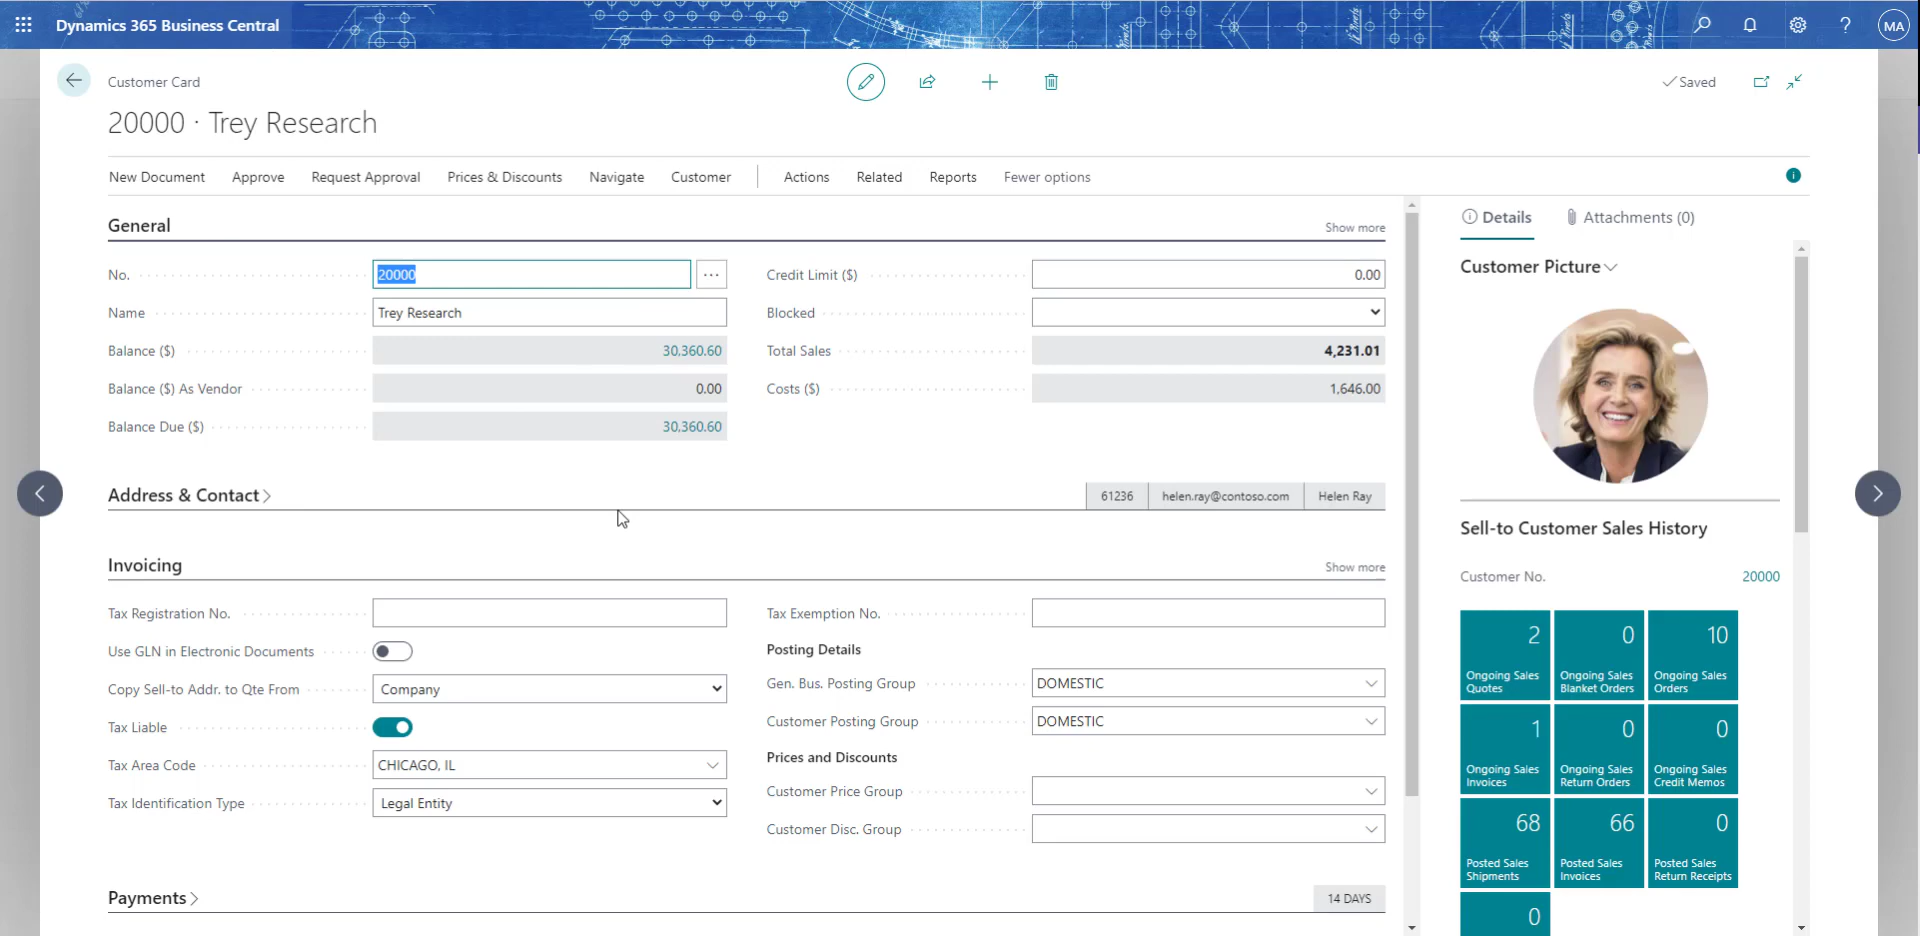 Dynamics 365 Business Central
MA
Customer Card
Saved
20000 · Trey Research
New Document Approve Request Approval Prices & Discounts Navigate Customer Actions Related Reports Fewer options
General Show more
No. 20000 ...
Name Trey Research
Balance ($) 30,360.60
Balance ($) As Vendor 0.00
Balance Due ($) 30,360.60
Credit Limit ($) 0.00
Blocked
Total Sales 4,231.01
Costs ($) 1,646.00
Address & Contact 61236 helen.ray@contoso.com Helen Ray
Invoicing Show more
Tax Registration No.
Use GLN in Electronic Documents
Copy Sell-to Addr. to Qte From Company
Tax Liable
Tax Area Code CHICAGO, IL
Tax Identification Type Legal Entity
Tax Exemption No.
Posting Details
Gen. Bus. Posting Group DOMESTIC
Customer Posting Group DOMESTIC
Prices and Discounts
Customer Price Group
Customer Disc. Group
Payments 14 DAYS
Details Attachments (0)
Customer Picture
Sell-to Customer Sales History
Customer No. 20000
2
Ongoing Sales
Quotes
0
Ongoing Sales
Blanket Orders
10
Ongoing Sales
Orders
1
Ongoing Sales
Invoices
0
Ongoing Sales
Return Orders
0
Ongoing Sales
Credit Memos
68
Posted Sales
Shipments
66
Posted Sales
Invoices
0
Posted Sales
Return Receipts
0